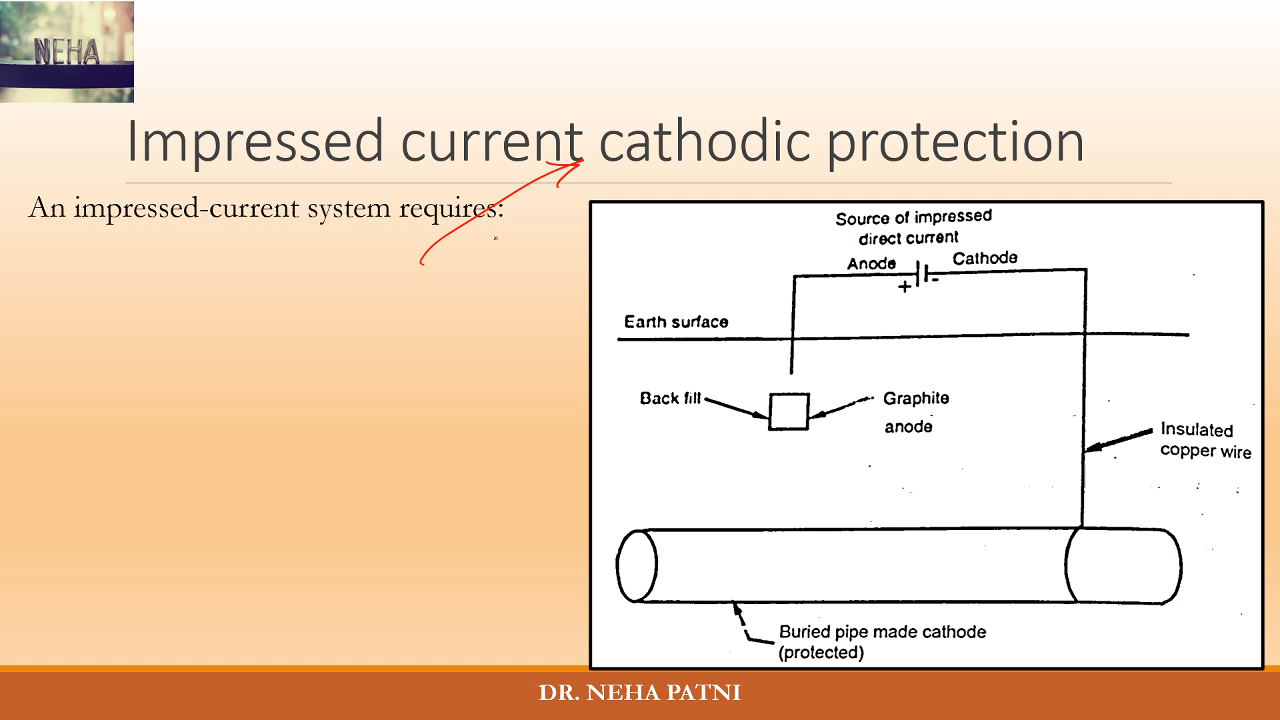 NEHA
Impressed current cathodic protection
An impressed-current system requires:
Source of impressed
direct current
Anode
Cathode
+
-
Earth surface
Back fill
Graphite
anode
Insulated
copper wire
Buried pipe made cathode
(protected)
DR. NEHA PATNI